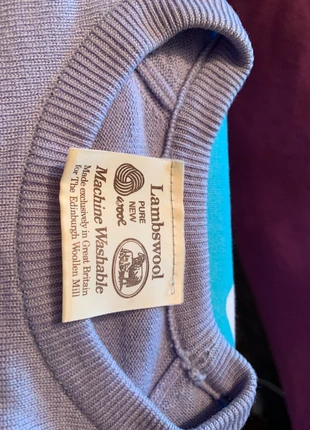 Lambswool
PURE
NEW
wool
Machine Washable
Made exclusively in Great Britain
for The Edinburgh Woollen Mill